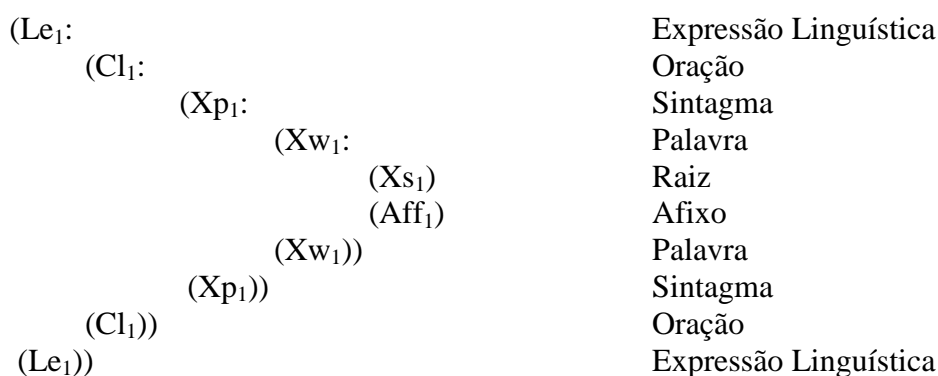 (Le₁: Expressão Linguística
(Cl₁: Oração
(Xp₁: Sintagma
(Xw₁: Palavra
(Xs₁) Raiz
(Aff₁) Afixo
(Xw₁)) Palavra
(Xp₁)) Sintagma
(Cl₁)) Oração
(Le₁)) Expressão Linguística